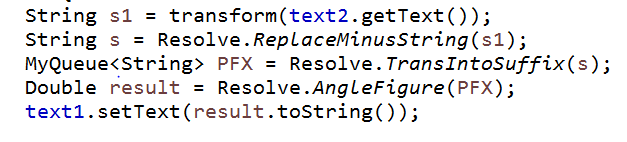 String s1 = transform(text2.getText());
String s = Resolve.ReplaceMinusString(s1);
MyQueue<String> PFX = Resolve.TransIntoSuffix(s);
Double result = Resolve.AngleFigure(PFX);
text1.setText(result.toString());